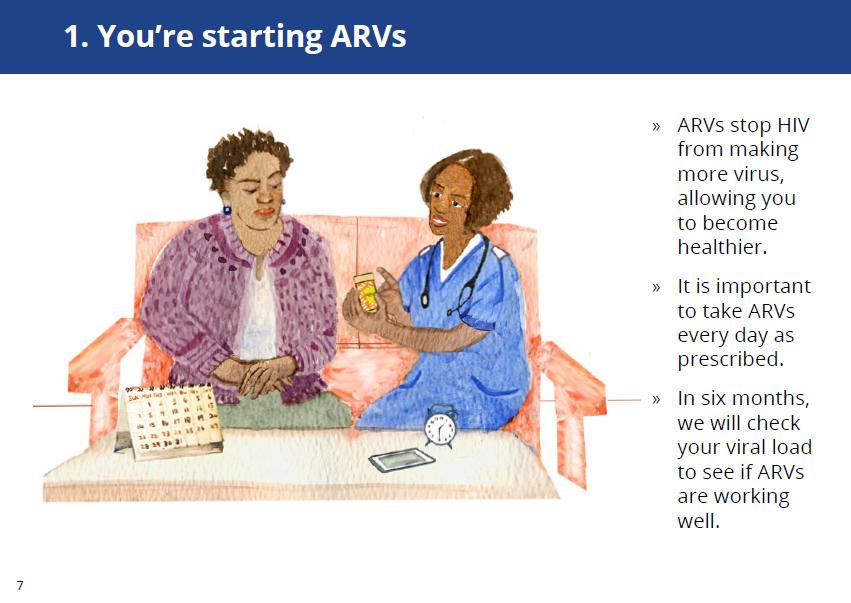 1. You’re starting ARVs
» ARVs stop HIV
from making
more virus,
allowing you
to become
healthier.
» It is important
to take ARVs
every day as
prescribed.
» In six months,
we will check
your viral load
to see if ARVs
are working
well.
7